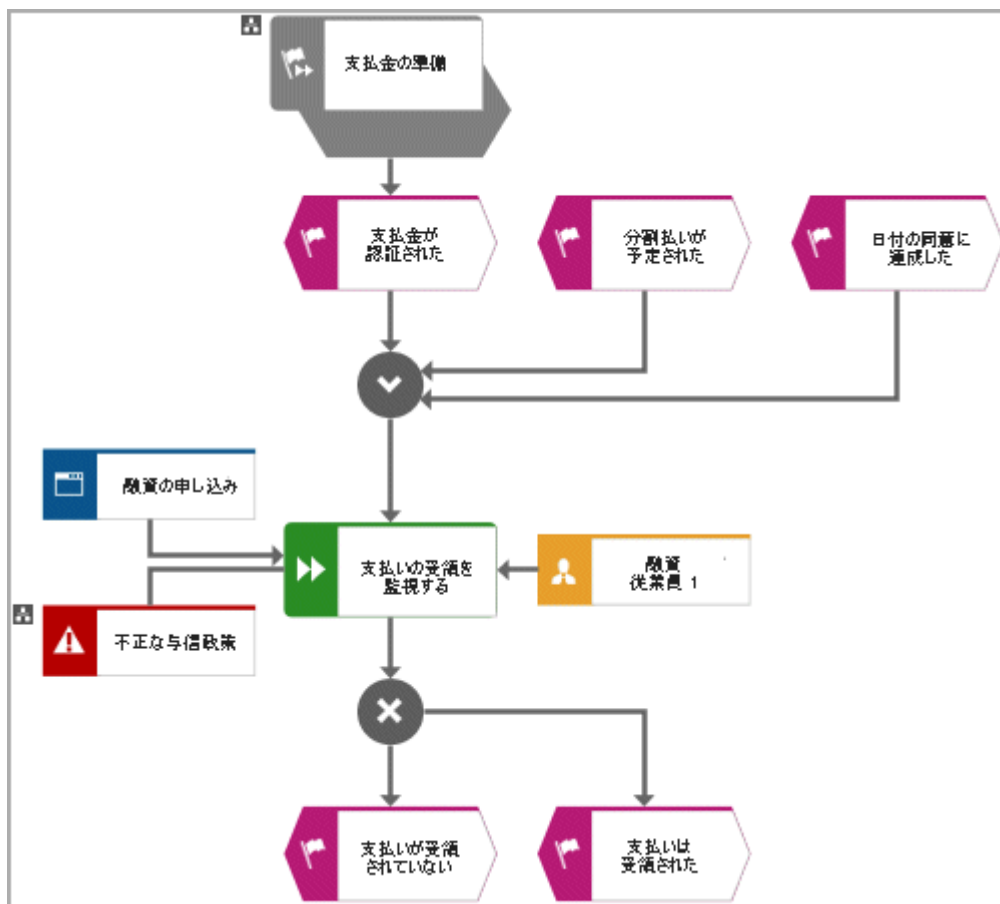 支払金の準備
支払金が
認証された
分割払いが
予定された
日付の同意に
達成した
融資の申し込み
支払いの受領を
監視する
融資
従業員 1
不正な与信政策
支払いが受領
されていない
支払いは
受領された